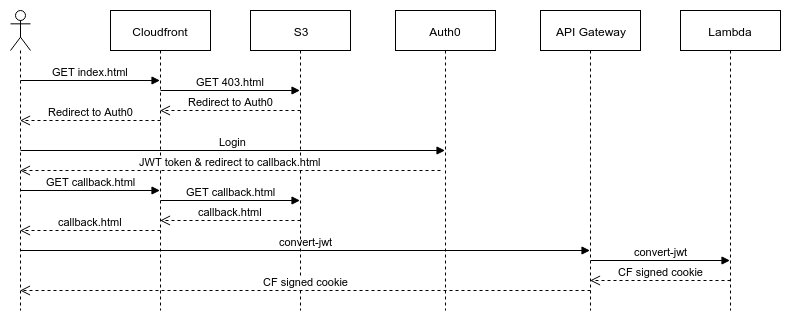 Cloudfront
S3
Auth0
API Gateway
Lambda
GET index.html
GET 403.html
Redirect to Auth0
Redirect to Auth0
Login
JWT token & redirect to callback.html
GET callback.html
GET callback.html
callback.html
callback.html
convert-jwt
convert-jwt
CF signed cookie
CF signed cookie